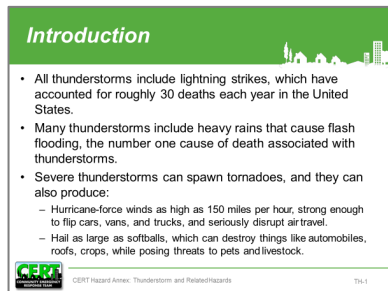 Introduction
• All thunderstorms include lightning strikes, which have
accounted for roughly 30 deaths each year in the United
States.
• Many thunderstorms include heavy rains that cause flash
flooding, the number one cause of death associated with
thunderstorms.
• Severe thunderstorms can spawn tornadoes, and they can
also produce:
– Hurricane-force winds as high as 150 miles per hour, strong enough
to flip cars, vans, and trucks, and seriously disrupt air travel.
– Hail as large as softballs, which can destroy things like automobiles,
roofs, crops, while posing threats to pets and livestock.
CERT
COMMUNITY EMERGENCY
RESPONSE TEAM
CERT Hazard Annex: Thunderstorm and Related Hazards
TH-1